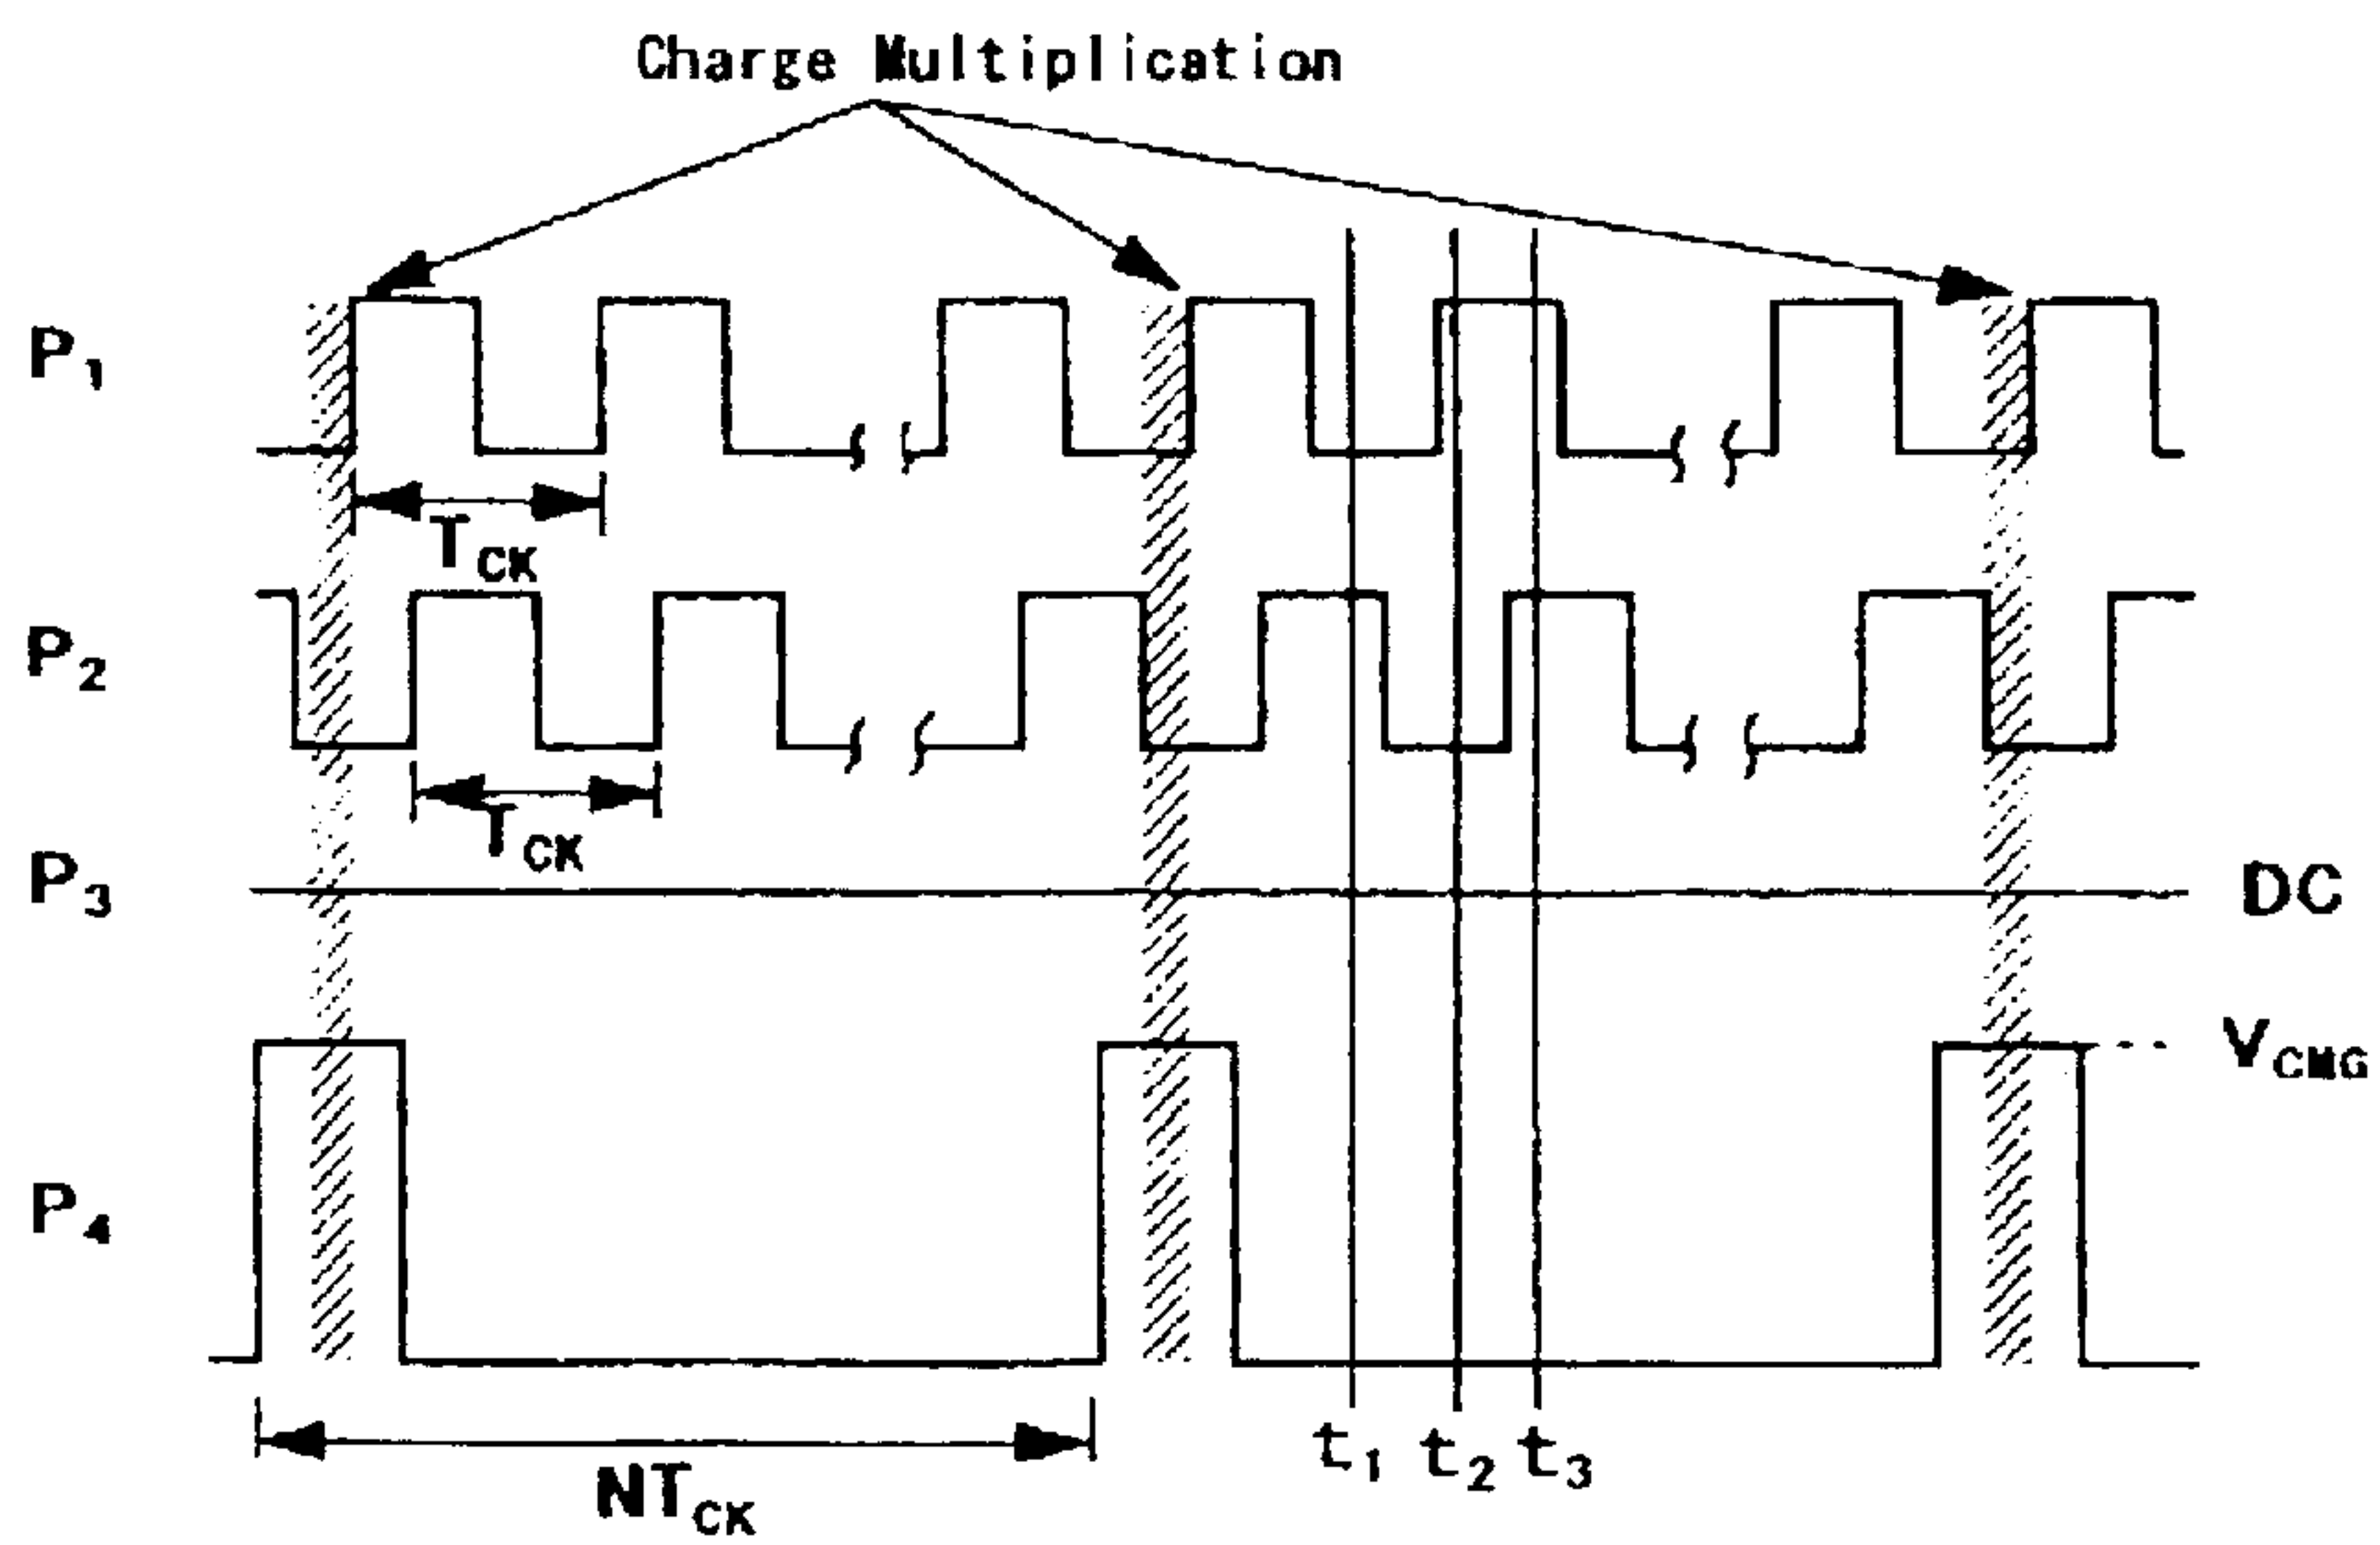 Charge Multiplication
P1
TCK
P2
TCK
P3
DC
VCMG
P4
t1 t2 t3
NTCK